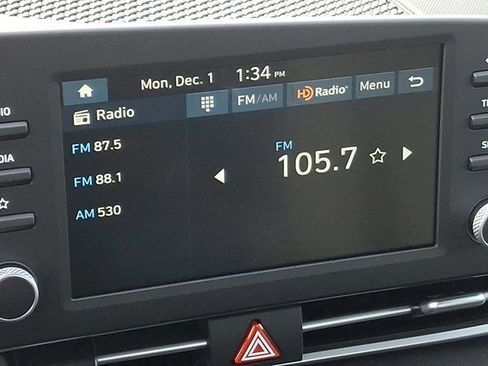 Mon, Dec. 1 1:34 PM
Radio FM/AM HD Radio® Menu
FM 87.5
FM 88.1
AM 530
FM
105.7